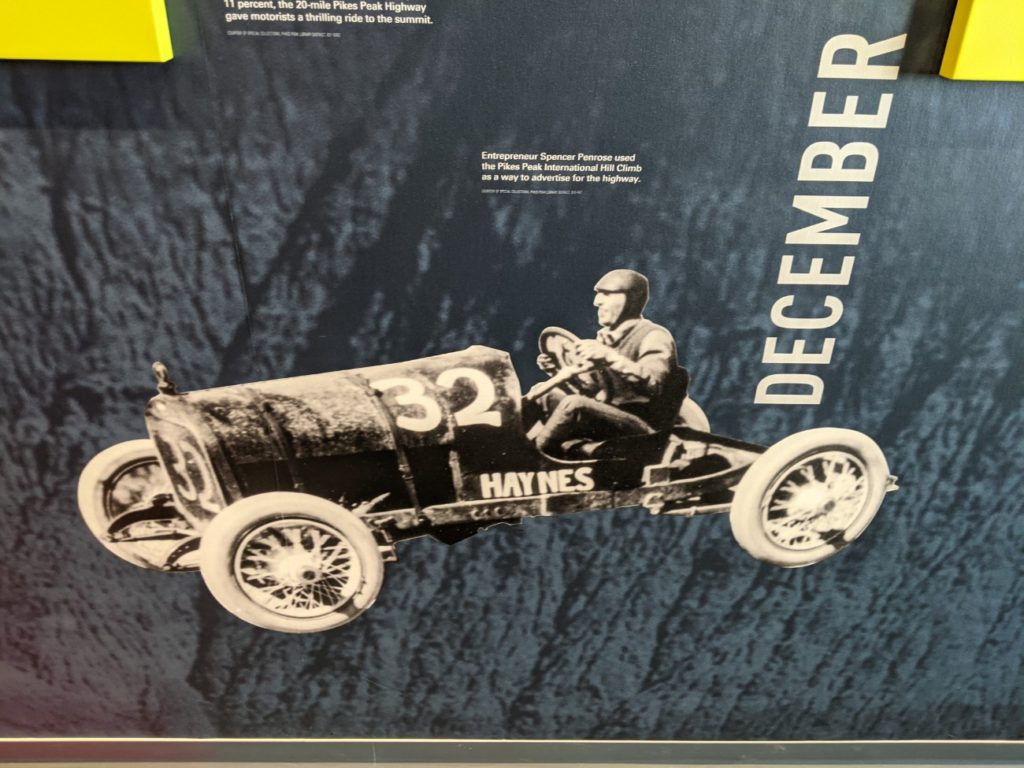 11 percent, the 20-mile Pikes Peak Highway
gave motorists a thrilling ride to the summit.
DECEMBER
Entrepreneur Spencer Penrose used
the Pikes Peak International Hill Climb
as a way to advertise for the highway.
32
HAYNES